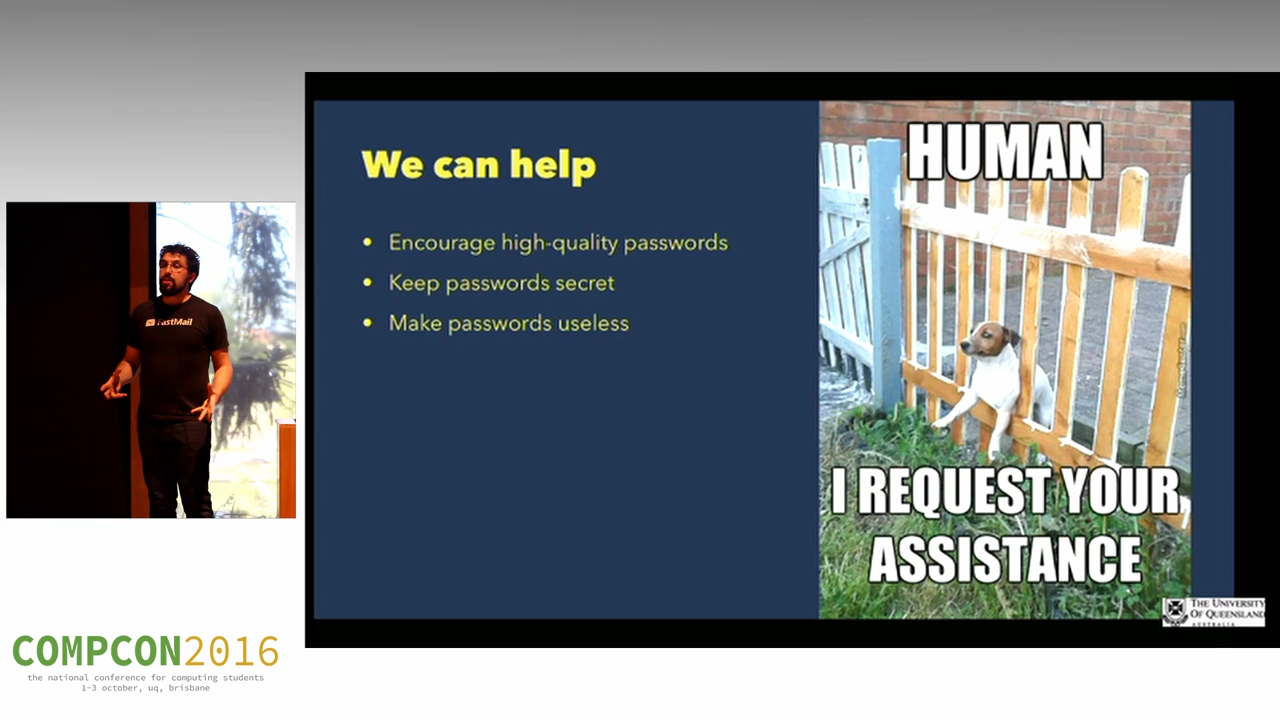 We can help
• Encourage high-quality passwords
• Keep passwords secret
• Make passwords useless
HUMAN
I REQUEST YOUR
ASSISTANCE
FastMail
THE UNIVERSITY
OF QUEENSLAND
AUSTRALIA
COMPCON2016
the national conference for computing students
1-3 october, uq, brisbane